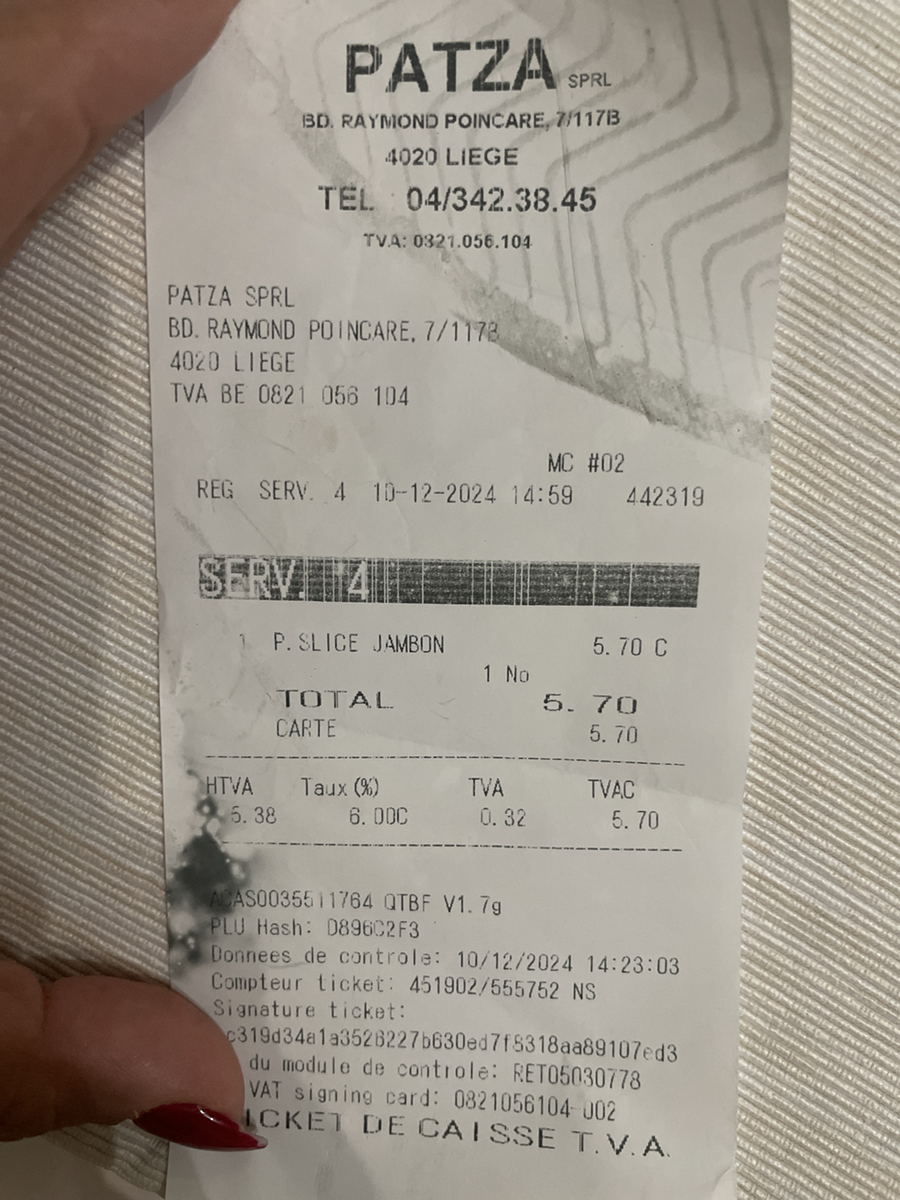 PATZA SPRL
BD. RAYMOND POINCARE, 7/117B
4020 LIEGE
TEL : 04/342.38.45
TVA: 0821.056.104
PATZA SPRL
BD. RAYMOND POINCARE, 7/117B
4020 LIEGE
TVA BE 0821 056 104
MC #02
REG SERV. 4 10-12-2024 14:59 442319
SERV. 4
1 P.SLICE JAMBON 5.70 C
1 No
TOTAL 5.70
CARTE 5.70
HTVA Taux (%) TVA TVAC
5.38 6.00C 0.32 5.70
QTBF V1.7g
PLU Hash: D896C2F3
Donnees de controle: 10/12/2024 14:23:03
Compteur ticket: 451902/555752 NS
Signature ticket:
du module de controle: RET05030778
VAT signing card: 0821056104-002
TICKET DE CAISSE T.V.A.